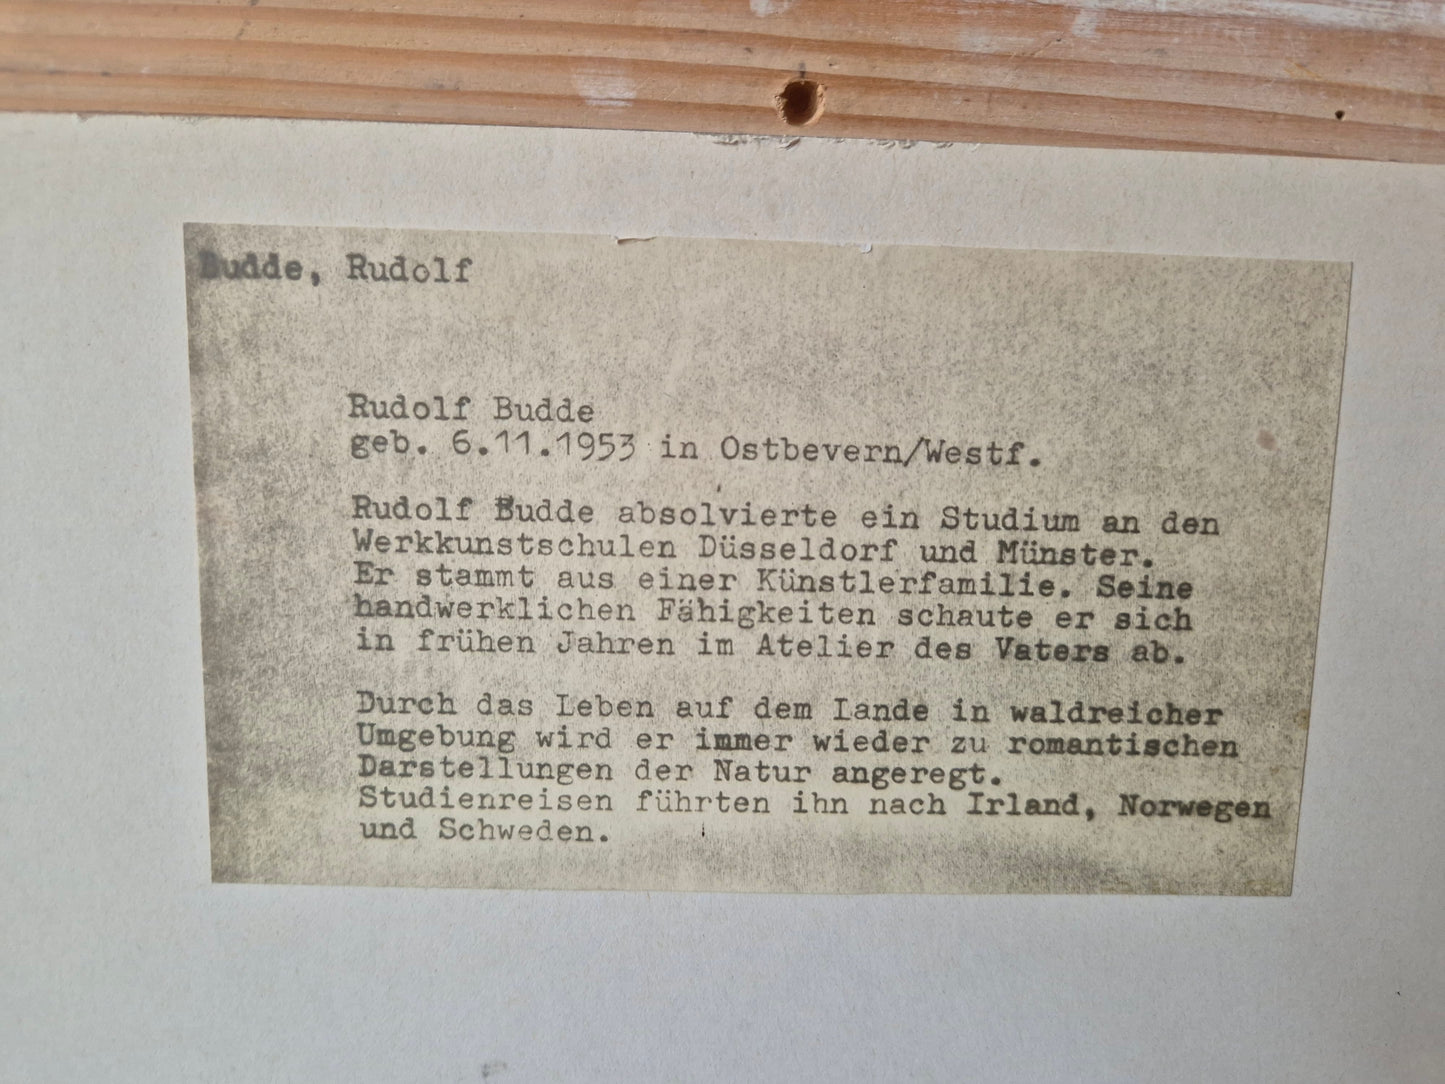 Budde, Rudolf
Rudolf Budde
geb. 6.11.1953 in Ostbevern/Westf.
Rudolf Budde absolvierte ein Studium an den
Werkkunstschulen Düsseldorf und Münster.
Er stammt aus einer Künstlerfamilie. Seine
handwerklichen Fähigkeiten schaute er sich
in frühen Jahren im Atelier des Vaters ab.
Durch das Leben auf dem Lande in waldreicher
Umgebung wird er immer wieder zu romantischen
Darstellungen der Natur angeregt.
Studienreisen führten ihn nach Irland, Norwegen
und Schweden.